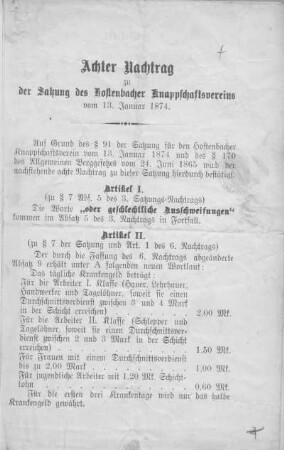 Achter Nachtrag
zu
der Satzung des Hostenbacher Knappschaftsvereins
vom 13. Januar 1874.
Auf Grund des § 91 der Satzung für den Hostenbacher
Knappschaftsverein vom 13. Januar 1874 und des § 170
des Allgemeinen Berggesetzes vom 24. Juni 1865 wird der
nachstehende achte Nachtrag zu dieser Satzung hierdurch bestätigt:
Artikel I.
(zu § 7 Abs. 5 des 3. Satzungs-Nachtrags)
Die Worte „oder geschlechtliche Ausschweifungen“
kommen im Absatz 5 des 3. Nachtrags in Fortfall.
Artikel II.
(zu § 7 der Satzung und Art. 1 des 6. Nachtrags)
Der durch die Fassung des 6. Nachtrags abgeänderte
Absatz 9 erhält unter A folgenden neuen Wortlaut:
Das tägliche Krankengeld beträgt:
Für die Arbeiter I. Klasse (Hauer, Lehrhauer,
Handwerker und Tagelöhner, soweit sie einen
Durchschnittsverdienst zwischen 3 und 4 Mark
in der Schicht erreichen) . . . 2.00 Mk.
Für die Arbeiter II. Klasse (Schlepper und
Tagelöhner, soweit sie einen Durchschnittsver-
dienst zwischen 2 und 3 Mark in der Schicht
erreichen) . . . 1.50 Mk.
Für Frauen mit einem Durchschnittsverdienst
bis zu 2.00 Mark . . . 1,00 Mk.
Für jugendliche Arbeiter mit 1.20 Mk. Schicht-
lohn . . . 0,60 Mk.
Für die ersten drei Krankentage wird nur das halbe
Krankengeld gewährt.